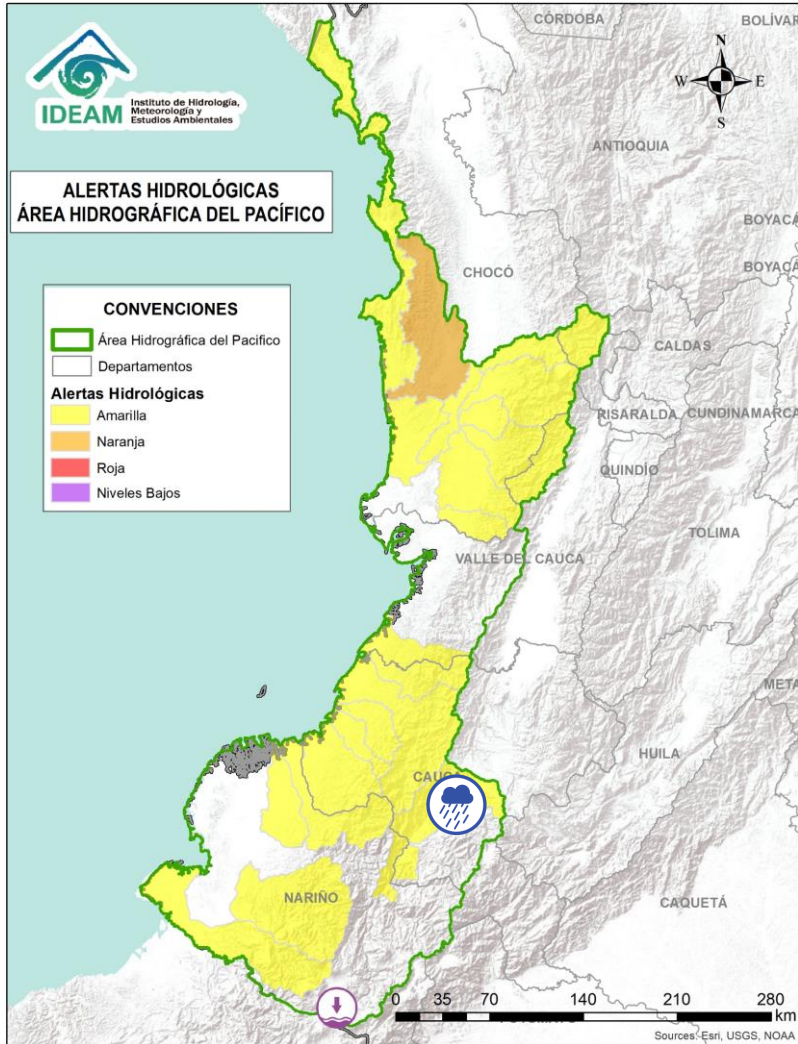 IDEAM
Instituto de Hidrología,
Meteorología y
Estudios Ambientales
CÓRDOBA
BOLÍVAR
N
W
E
S
ANTIOQUIA
ALERTAS HIDROLÓGICAS
ÁREA HIDROGRÁFICA DEL PACÍFICO
BOYACÁ
BOYACÁ
CHOCÓ
CONVENCIONES
Área Hidrográfica del Pacífico
Departamentos
Alertas Hidrológicas
Amarilla
Naranja
Roja
Niveles Bajos
CALDAS
RISARALDA
CUNDINAMARCA
QUINDÍO
TOLIMA
VALLE DEL CAUCA
META
HUILA
CAUCA
NARIÑO
CAQUETÁ
0 35 70 140 210 280
km
Sources: Esri, USGS, NOAA